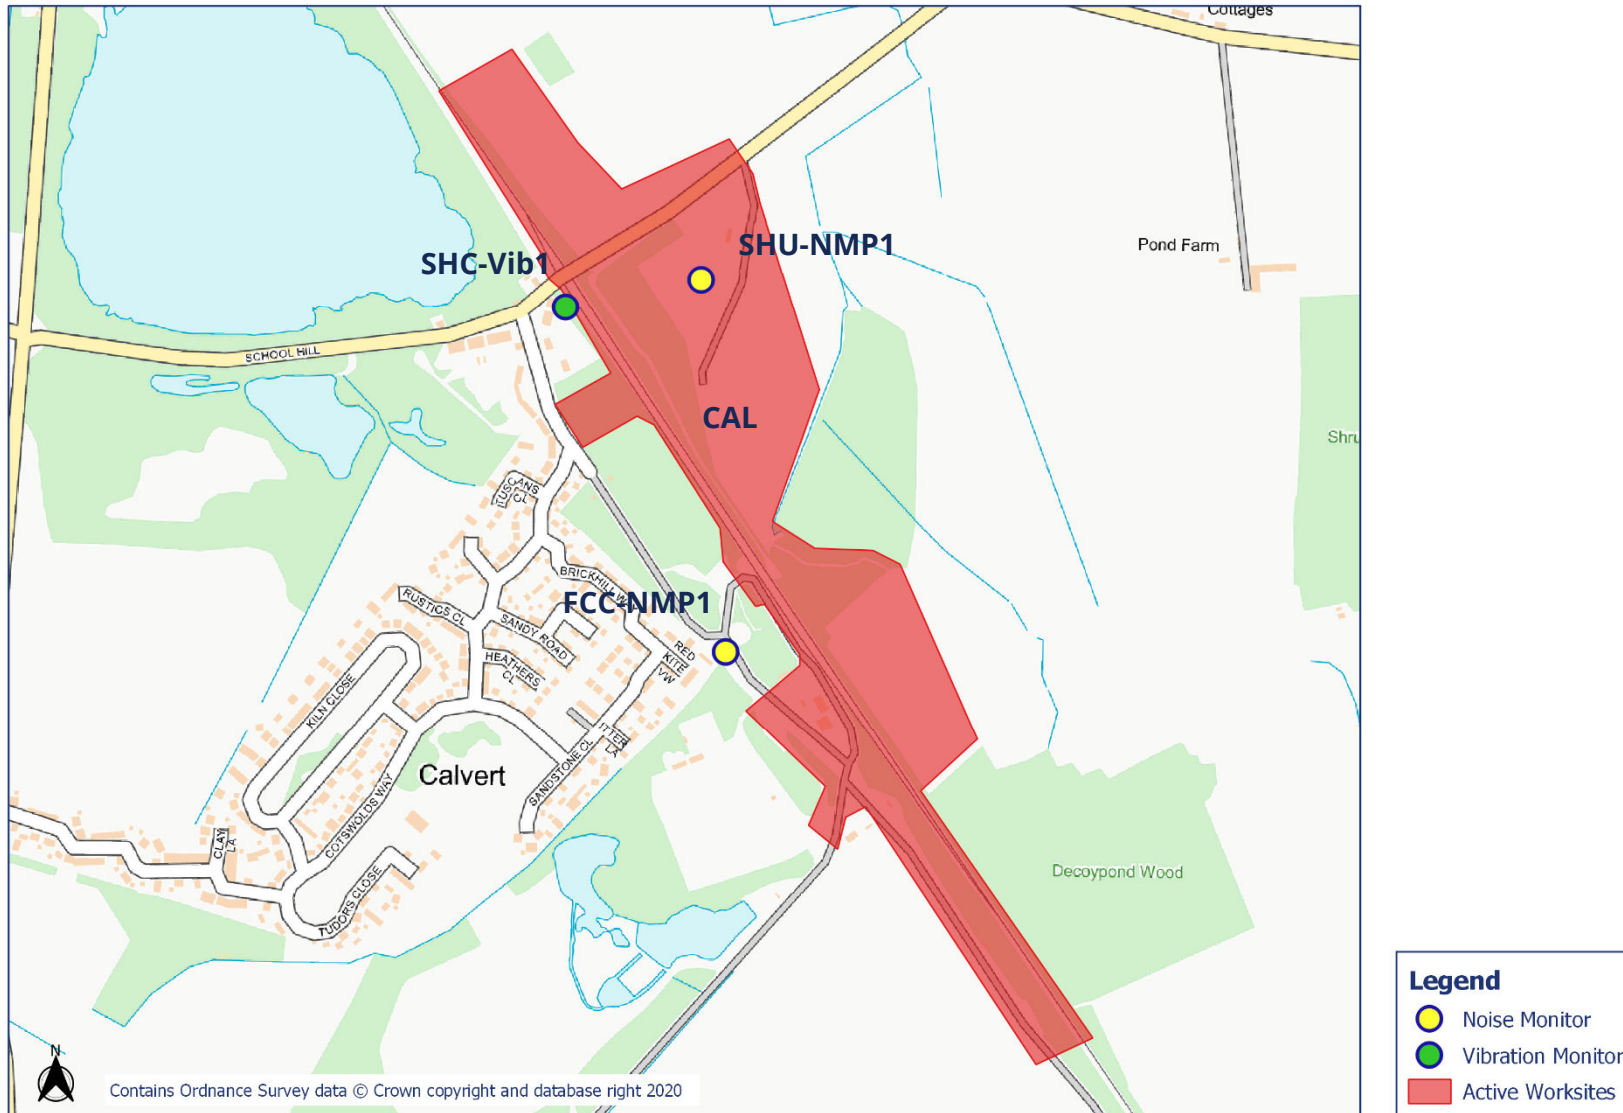 Cottages
SHU-NMP1
Pond Farm
SHC-Vib1
SCHOOL HILL
CAL
Shru
TUSCANS
CL
BRICKHILL W
FCC-NMP1
RUSTICS CL
SANDY ROAD
RED
KITE
VW
HEATHERS
CL
KILN CLOSE
ITTER
LA
Calvert
SANDSTONE CL
COTSWOLDS WAY
CLAY
LA
TUDORS CLOSE
Decoypond Wood
N
Contains Ordnance Survey data © Crown copyright and database right 2020
Legend
Noise Monitor
Vibration Monitor
Active Worksites